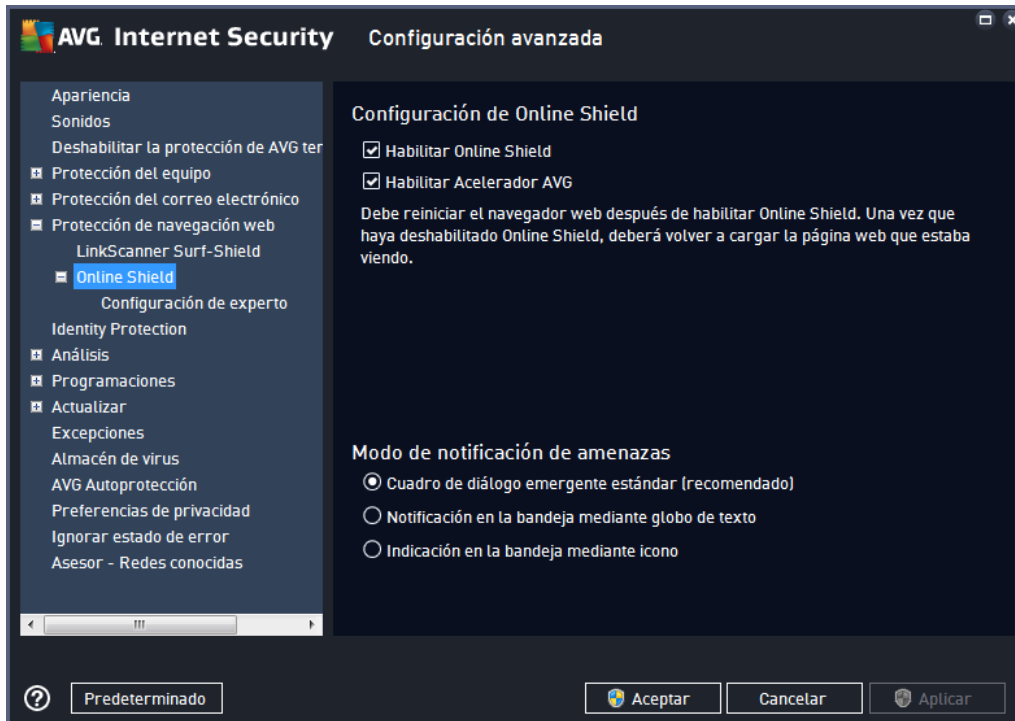 AVG. Internet Security Configuración avanzada
Apariencia
Sonidos
Deshabilitar la protección de AVG ter
Protección del equipo
Protección del correo electrónico
Protección de navegación web
LinkScanner Surf-Shield
Online Shield
Configuración de experto
Identity Protection
Análisis
Programaciones
Actualizar
Excepciones
Almacén de virus
AVG Autoprotección
Preferencias de privacidad
Ignorar estado de error
Asesor - Redes conocidas
Configuración de Online Shield
Habilitar Online Shield
Habilitar Acelerador AVG
Debe reiniciar el navegador web después de habilitar Online Shield. Una vez que
haya deshabilitado Online Shield, deberá volver a cargar la página web que estaba
viendo.
Modo de notificación de amenazas
Cuadro de diálogo emergente estándar (recomendado)
Notificación en la bandeja mediante globo de texto
Indicación en la bandeja mediante icono
Predeterminado
Aceptar
Cancelar
Aplicar